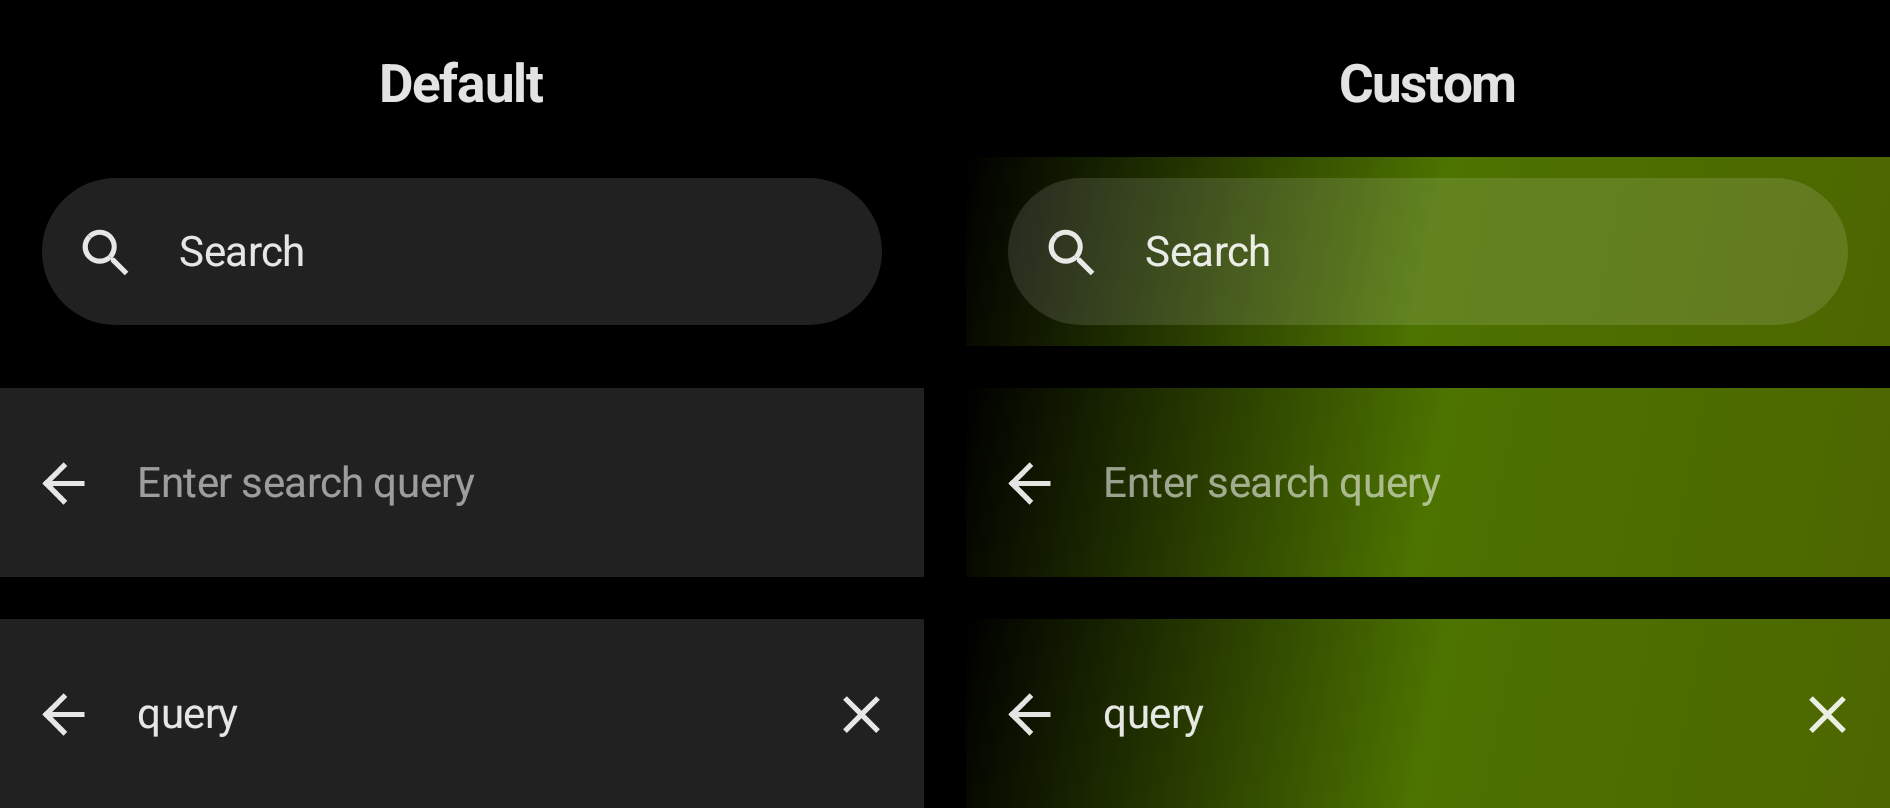 Default
Custom
Search
Search
Enter search query
Enter search query
query
query